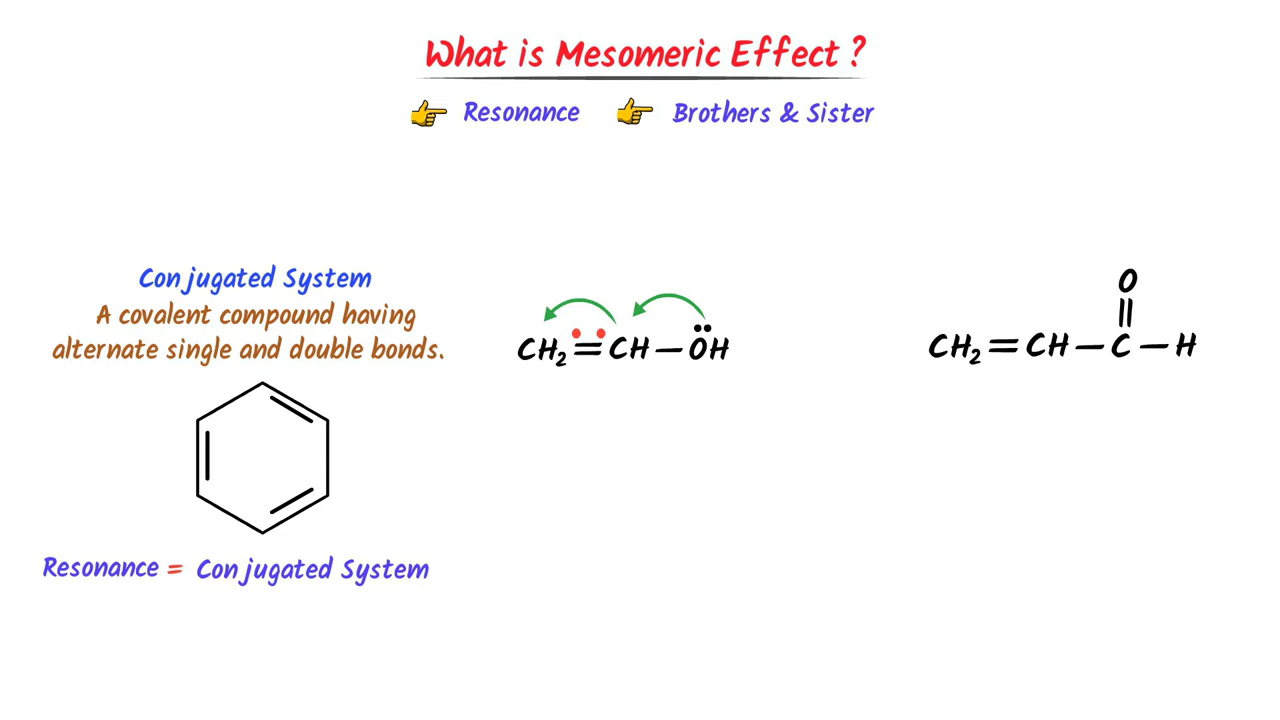 What is Mesomeric Effect ?
👉 Resonance 👉 Brothers & Sister
Conjugated System
A covalent compound having
alternate single and double bonds.
Resonance = Conjugated System
CH₂=CH—ÖH
O
||
CH₂=CH—C—H